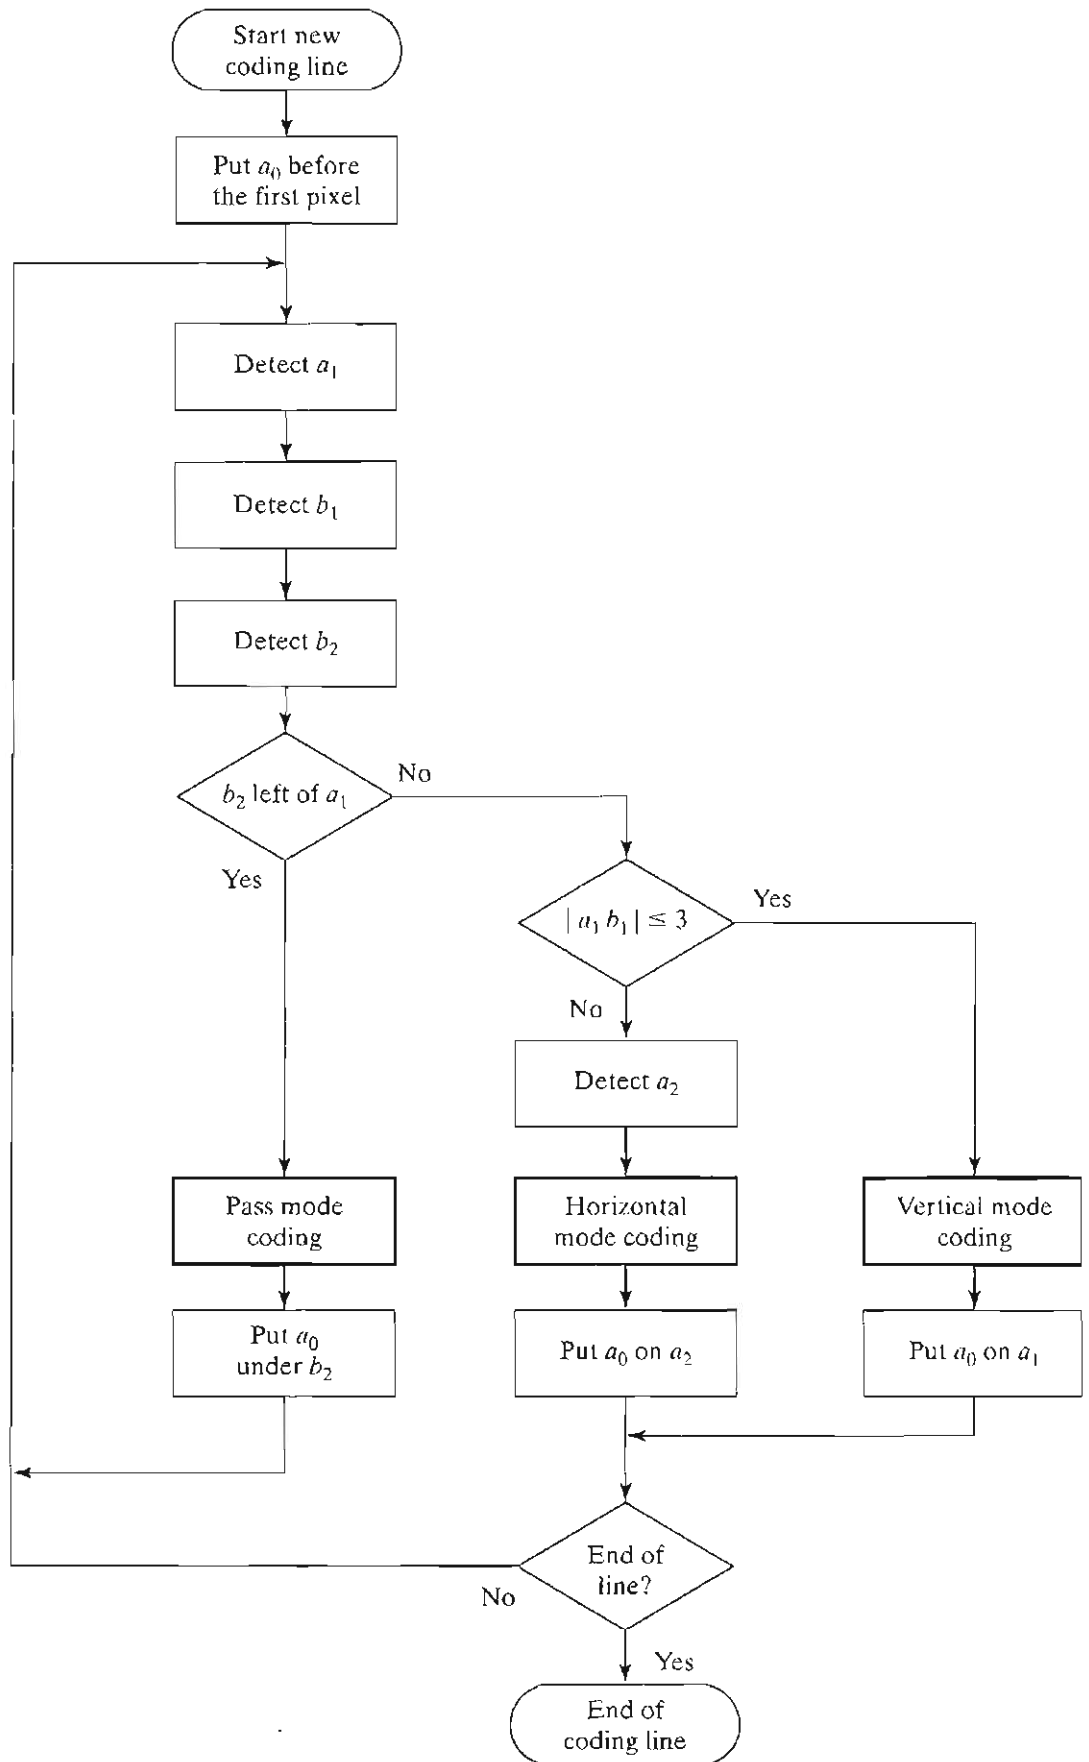 Start new
coding line
Put a₀ before
the first pixel
Detect a₁
Detect b₁
Detect b₂
b₂ left of a₁
No
Yes
| a₁ b₁ | ≤ 3
Yes
No
Detect a₂
Pass mode
coding
Horizontal
mode coding
Vertical mode
coding
Put a₀
under b₂
Put a₀ on a₂
Put a₀ on a₁
End of
line?
No
Yes
End of
coding line